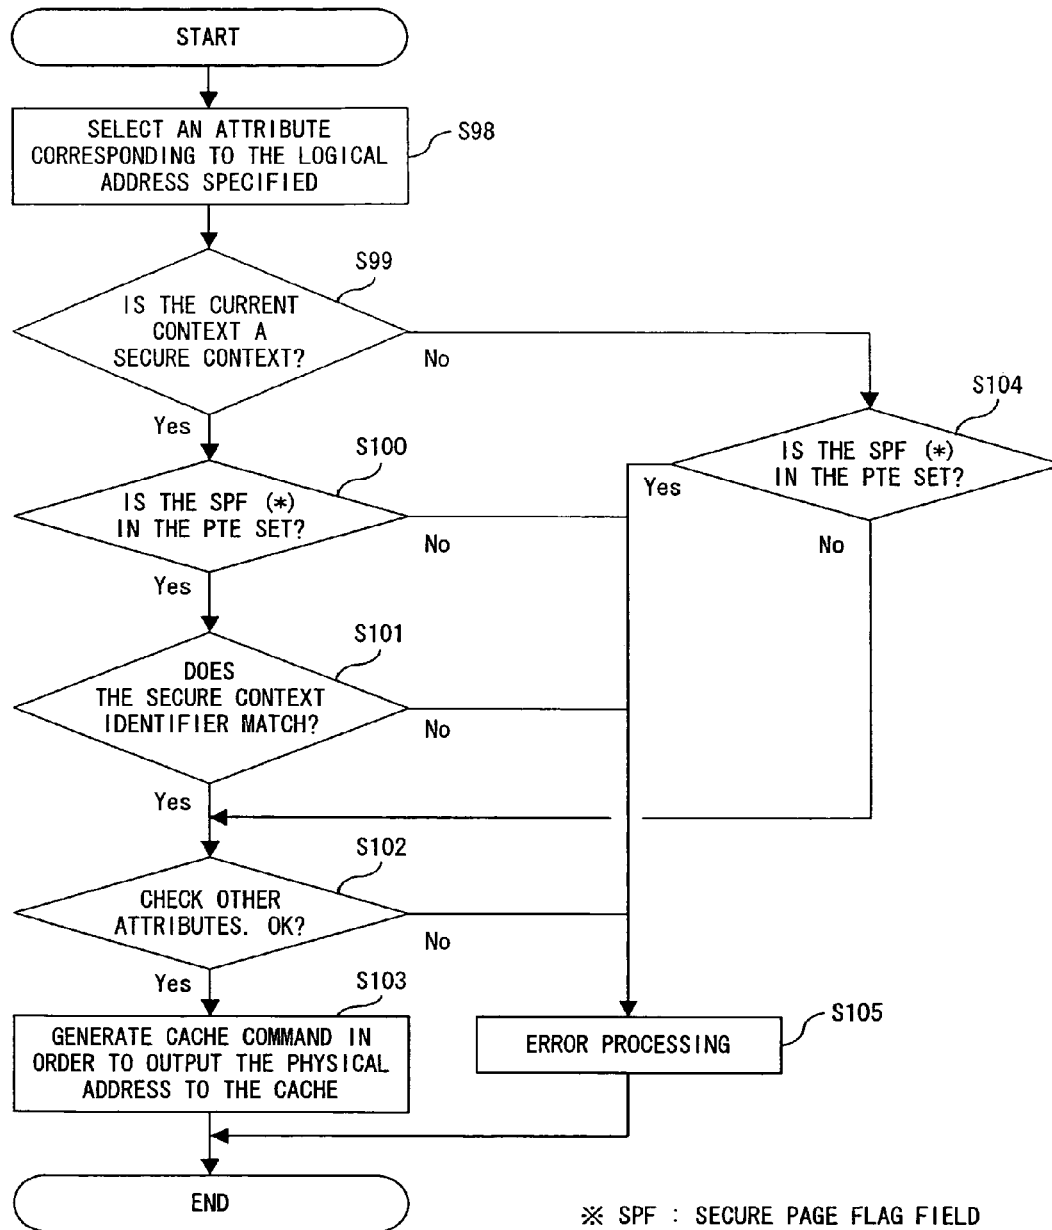 START
SELECT AN ATTRIBUTE
CORRESPONDING TO THE LOGICAL
ADDRESS SPECIFIED
S98
S99
IS THE CURRENT
CONTEXT A
SECURE CONTEXT?
No
Yes
S104
IS THE SPF (*)
IN THE PTE SET?
Yes
No
S100
IS THE SPF (*)
IN THE PTE SET?
No
Yes
S101
DOES
THE SECURE CONTEXT
IDENTIFIER MATCH?
No
Yes
S102
CHECK OTHER
ATTRIBUTES. OK?
No
Yes
S103
GENERATE CACHE COMMAND IN
ORDER TO OUTPUT THE PHYSICAL
ADDRESS TO THE CACHE
S105
ERROR PROCESSING
END
※ SPF : SECURE PAGE FLAG FIELD